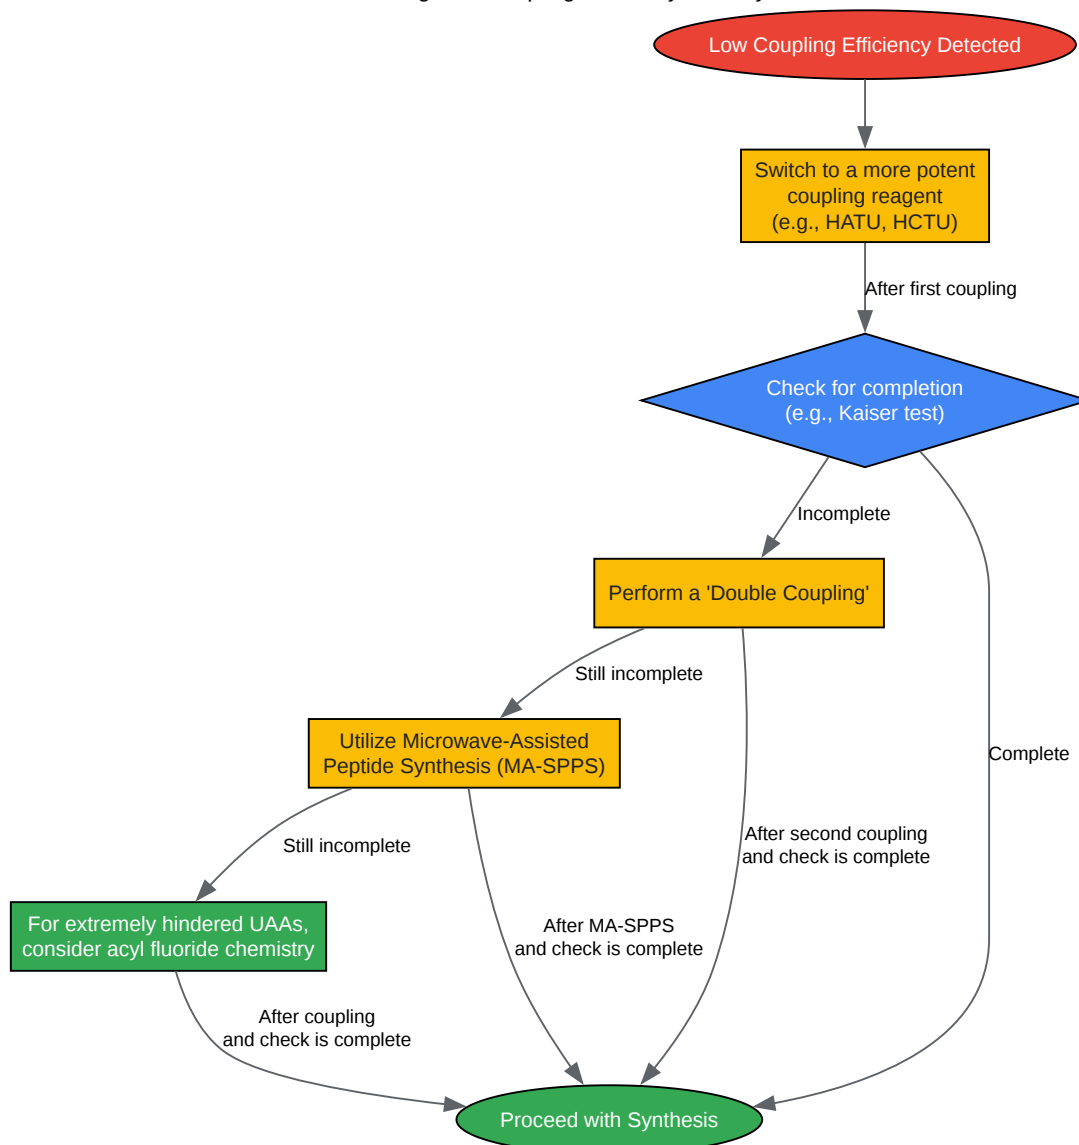 Low Coupling Efficiency Detected
Switch to a more potent
coupling reagent
(e.g., HATU, HCTU)
After first coupling
Check for completion
(e.g., Kaiser test)
Incomplete
Perform a 'Double Coupling'
Still incomplete
Utilize Microwave-Assisted
Peptide Synthesis (MA-SPPS)
Complete
After second coupling
and check is complete
Still incomplete
For extremely hindered UAAs,
consider acyl fluoride chemistry
After MA-SPPS
and check is complete
After coupling
and check is complete
Proceed with Synthesis